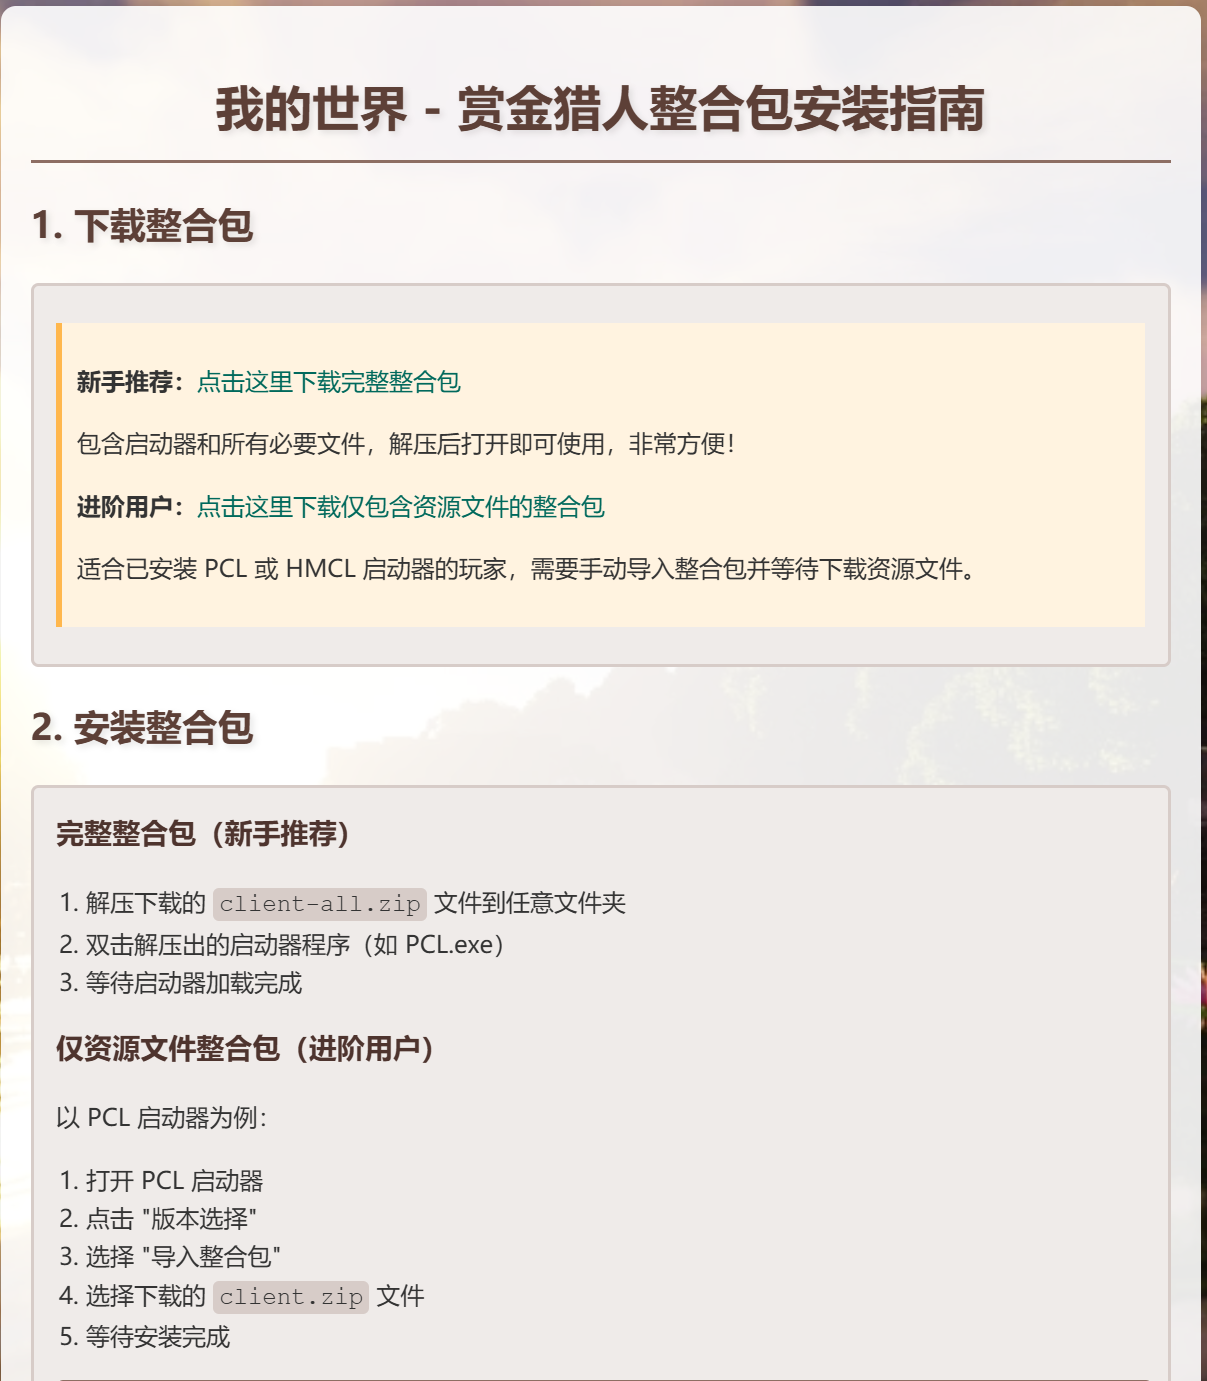 我的世界 - 赏金猎人整合包安装指南
1. 下载整合包
新手推荐：点击这里下载完整整合包
包含启动器和所有必要文件，解压后打开即可使用，非常方便！
进阶用户：点击这里下载仅包含资源文件的整合包
适合已安装 PCL 或 HMCL 启动器的玩家，需要手动导入整合包并等待下载资源文件。
2. 安装整合包
完整整合包（新手推荐）
1. 解压下载的 client-all.zip 文件到任意文件夹
2. 双击解压出的启动器程序（如 PCL.exe）
3. 等待启动器加载完成
仅资源文件整合包（进阶用户）
以 PCL 启动器为例：
1. 打开 PCL 启动器
2. 点击 "版本选择"
3. 选择 "导入整合包"
4. 选择下载的 client.zip 文件
5. 等待安装完成